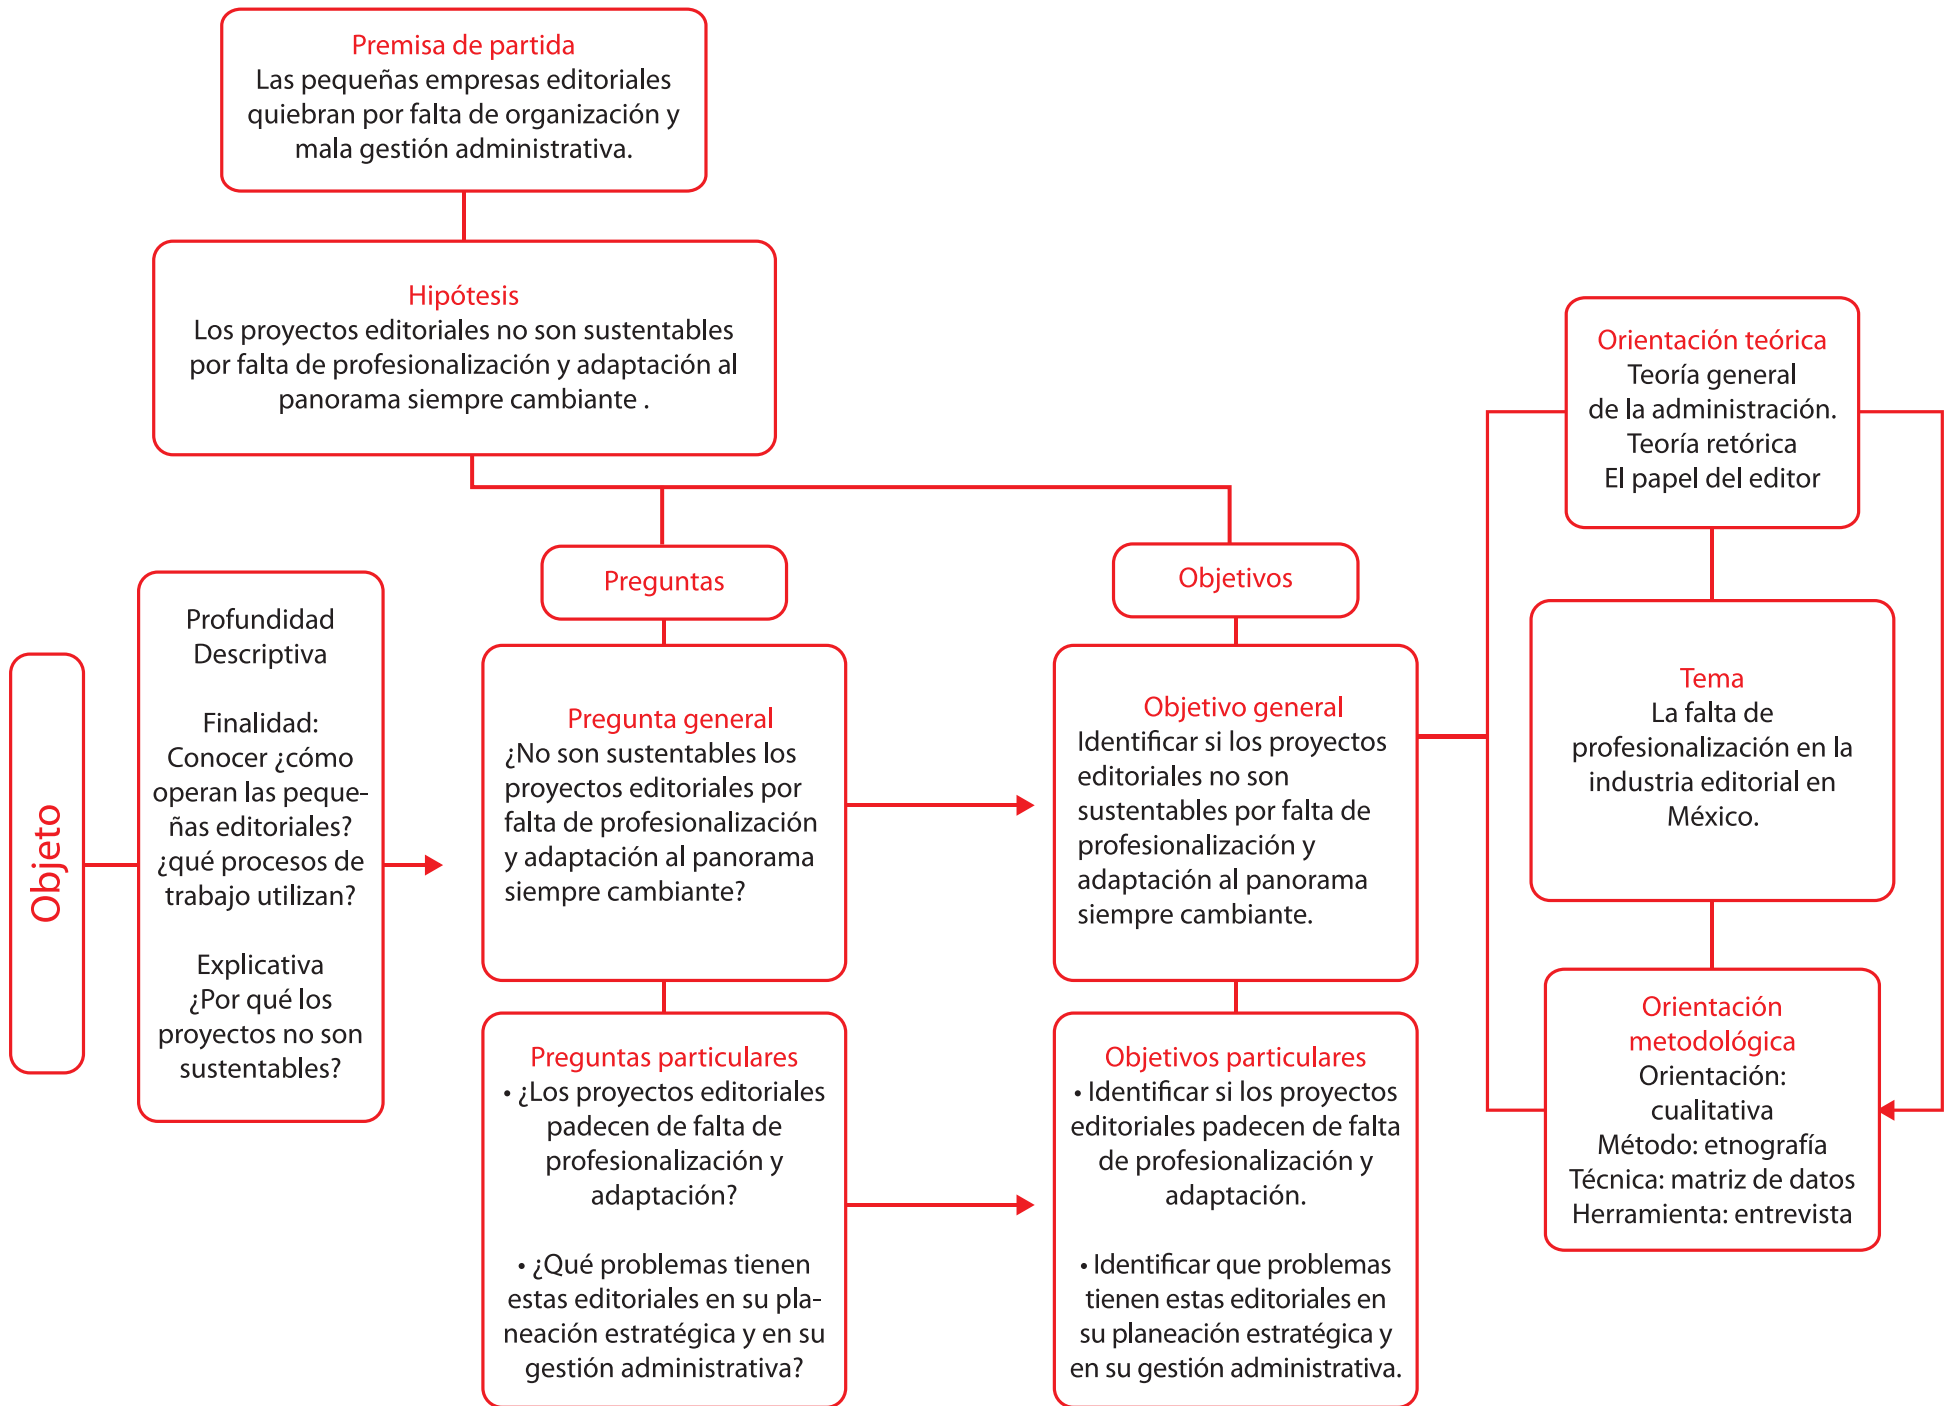 Premisa de partida
Las pequeñas empresas editoriales
quiebran por falta de organización y
mala gestión administrativa.
Hipótesis
Los proyectos editoriales no son sustentables
por falta de profesionalización y adaptación al
panorama siempre cambiante .
Objeto
Profundidad
Descriptiva
Finalidad:
Conocer ¿cómo
operan las peque-
ñas editoriales?
¿qué procesos de
trabajo utilizan?
Explicativa
¿Por qué los
proyectos no son
sustentables?
Preguntas
Pregunta general
¿No son sustentables los
proyectos editoriales por
falta de profesionalización
y adaptación al panorama
siempre cambiante?
Preguntas particulares
• ¿Los proyectos editoriales
padecen de falta de
profesionalización y
adaptación?
• ¿Qué problemas tienen
estas editoriales en su pla-
neación estratégica y en su
gestión administrativa?
Objetivos
Objetivo general
Identificar si los proyectos
editoriales no son
sustentables por falta de
profesionalización y
adaptación al panorama
siempre cambiante.
Objetivos particulares
• Identificar si los proyectos
editoriales padecen de falta
de profesionalización y
adaptación.
• Identificar que problemas
tienen estas editoriales en
su planeación estratégica y
en su gestión administrativa.
Orientación teórica
Teoría general
de la administración.
Teoría retórica
El papel del editor
Tema
La falta de
profesionalización en la
industria editorial en
México.
Orientación
metodológica
Orientación:
cualitativa
Método: etnografía
Técnica: matriz de datos
Herramienta: entrevista